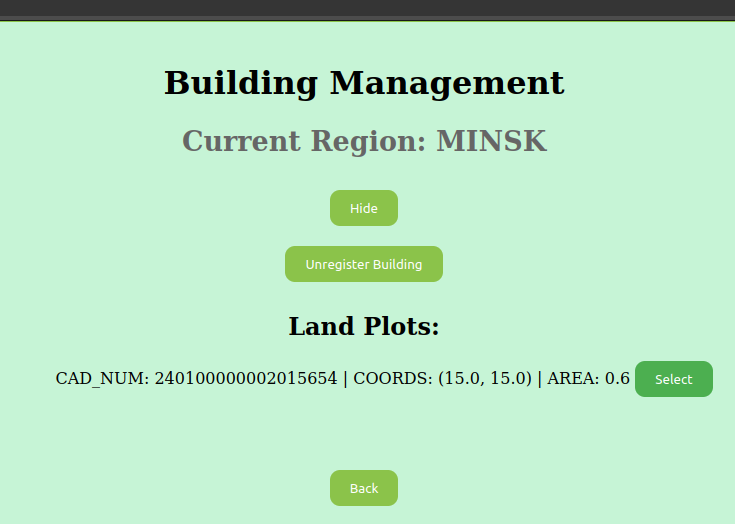 Building Management
Current Region: MINSK
Hide
Unregister Building
Land Plots:
CAD_NUM: 240100000002015654 | COORDS: (15.0, 15.0) | AREA: 0.6 Select
Back